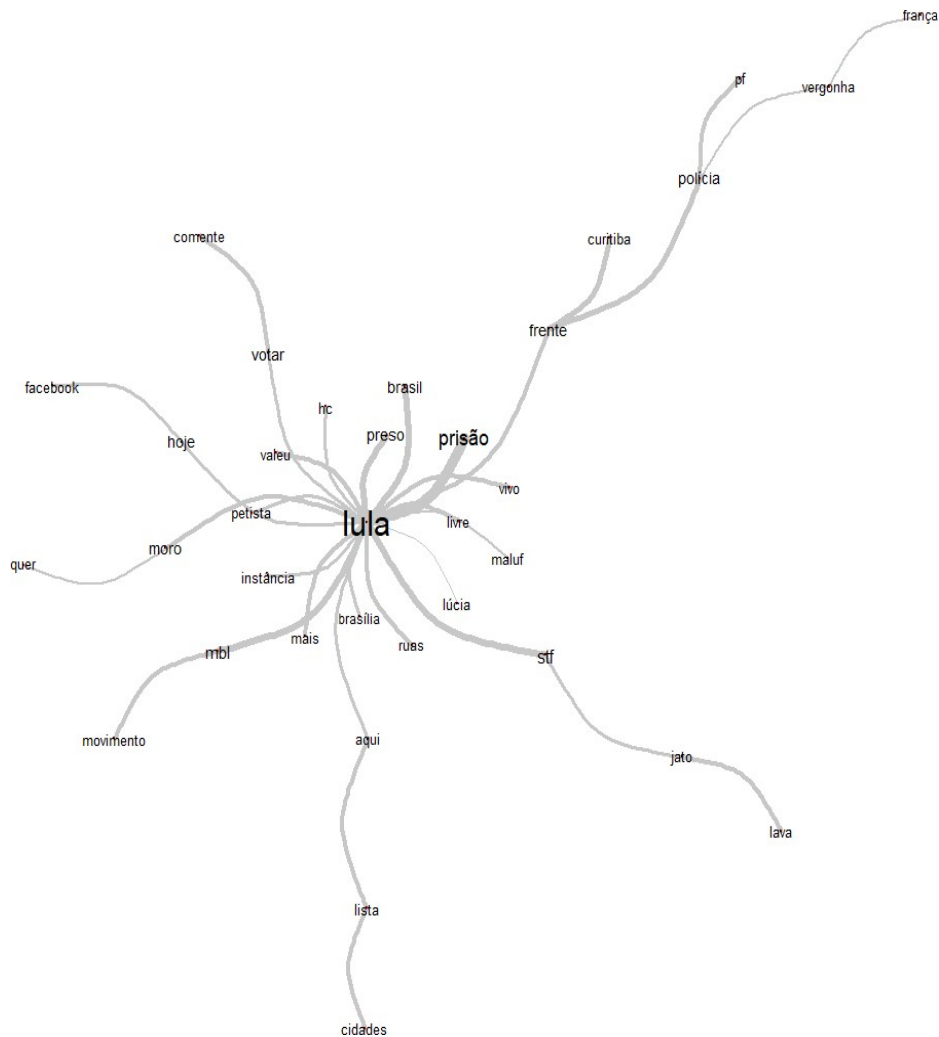 frança
pf
vergonha
polícia
comente
curitiba
frente
votar
facebook
brasil
hc
preso
prisão
hoje
valeu
vivo
petista
lula
livre
moro
maluf
quer
instância
lúcia
brasília
mais
ruas
mbl
stf
movimento
aqui
jato
lava
lista
cidades